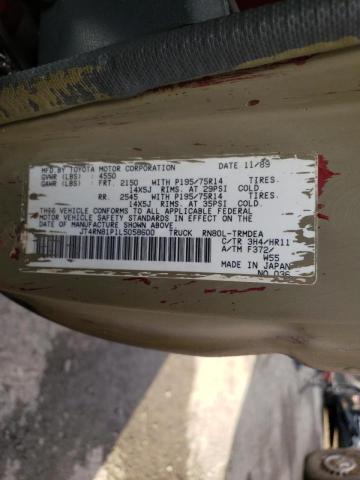 MFD BY TOYOTA MOTOR CORPORATION DATE 11/89
GVWR (LBS): 4550
GAWR (LBS): FRT. 2150 WITH P195/75R14 TIRES.
14X5J RIMS. AT 29PSI COLD.
RR. 2545 WITH P195/75R14 TIRES.
14X5J RIMS. AT 35PSI COLD.
THIS VEHICLE CONFORMS TO ALL APPLICABLE FEDERAL
MOTOR VEHICLE SAFETY STANDARDS IN EFFECT ON THE
DATE OF MANUFACTURE SHOWN ABOVE.
JT4RN81P1L5058600 TRUCK RN80L-TRMDEA
C/TR 3H4/HR11
A/TM F372/
W55
MADE IN JAPAN
NO.036